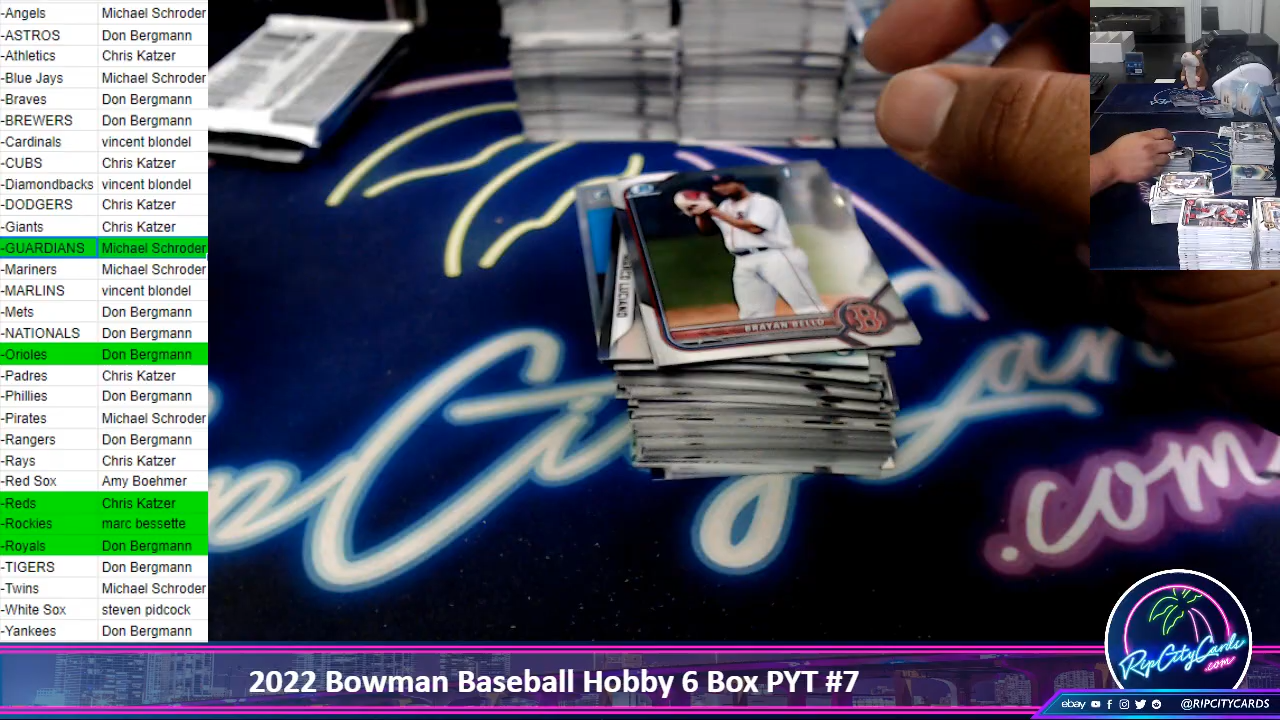 -Angels Michael Schroder
-ASTROS Don Bergmann
-Athletics Chris Katzer
-Blue Jays Michael Schroder
-Braves Don Bergmann
-BREWERS Don Bergmann
-Cardinals vincent blondel
-CUBS Chris Katzer
-Diamondbacks vincent blondel
-DODGERS Chris Katzer
-Giants Chris Katzer
-GUARDIANS Michael Schroder
-Mariners Michael Schroder
-MARLINS vincent blondel
-Mets Don Bergmann
-NATIONALS Don Bergmann
-Orioles Don Bergmann
-Padres Chris Katzer
-Phillies Don Bergmann
-Pirates Michael Schroder
-Rangers Don Bergmann
-Rays Chris Katzer
-Red Sox Amy Boehmer
-Reds Chris Katzer
-Rockies marc bessette
-Royals Don Bergmann
-TIGERS Don Bergmann
-Twins Michael Schroder
-White Sox steven pidcock
-Yankees Don Bergmann
LUCIANO
BRAYAN BELLO
B
.com
RipCityCards
.com
2022 Bowman Baseball Hobby 6 Box PYT #7
ebay @RIPCITYCARDS